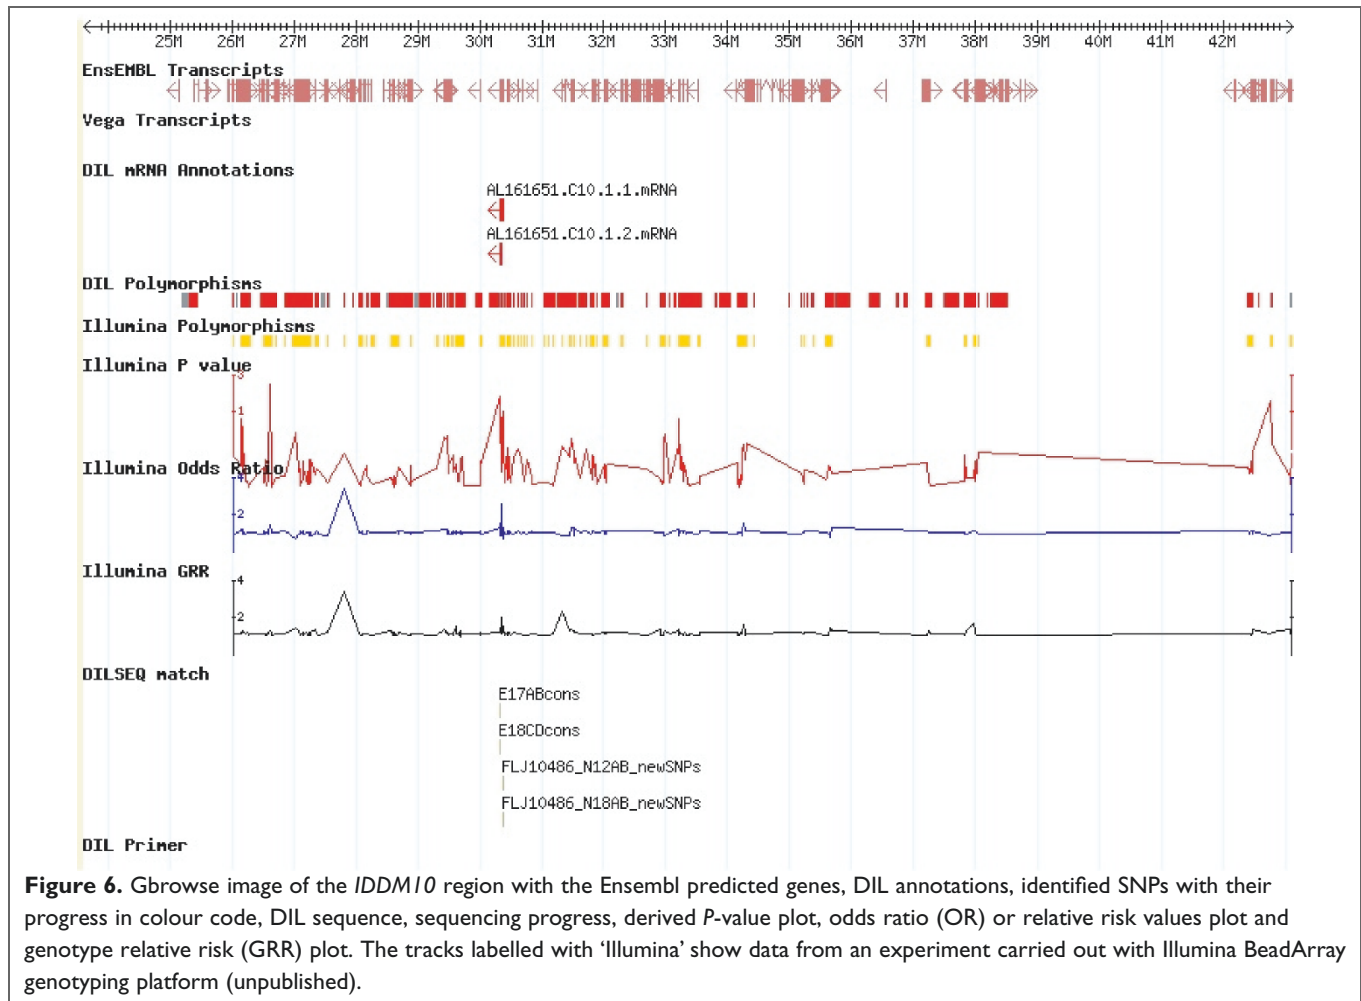 25M 26M 27M 28M 29M 30M 31M 32M 33M 34M 35M 36M 37M 38M 39M 40M 41M 42M
EnsEMBL Transcripts
Vega Transcripts
DIL mRNA Annotations
AL161651.C10.1.1.mRNA
AL161651.C10.1.2.mRNA
DIL Polymorphisms
Illumina Polymorphisms
Illumina P value
3
1
Illumina Odds Ratio
4
2
Illumina GRR
4
2
DILSEQ match
E17ABcons
E18CDcons
FLJ10486_N12AB_newSNPs
FLJ10486_N18AB_newSNPs
DIL Primer
Figure 6. Gbrowse image of the IDDM10 region with the Ensembl predicted genes, DIL annotations, identified SNPs with their
progress in colour code, DIL sequence, sequencing progress, derived P-value plot, odds ratio (OR) or relative risk values plot and
genotype relative risk (GRR) plot. The tracks labelled with ‘Illumina’ show data from an experiment carried out with Illumina BeadArray
genotyping platform (unpublished).